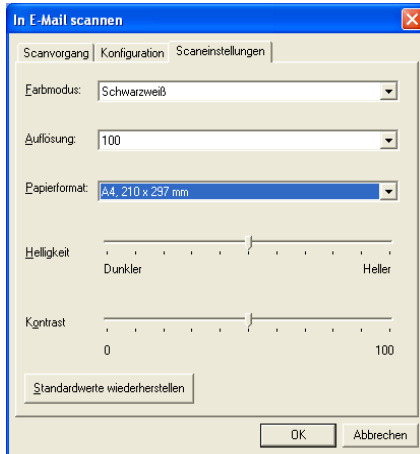 In E-Mail scannen
Scanvorgang Konfiguration Scaneinstellungen
Farbmodus: Schwarzweiß
Auflösung: 100
Papierformat: A4, 210 x 297 mm
Helligkeit
Dunkler Heller
Kontrast
0 100
Standardwerte wiederherstellen
OK Abbrechen